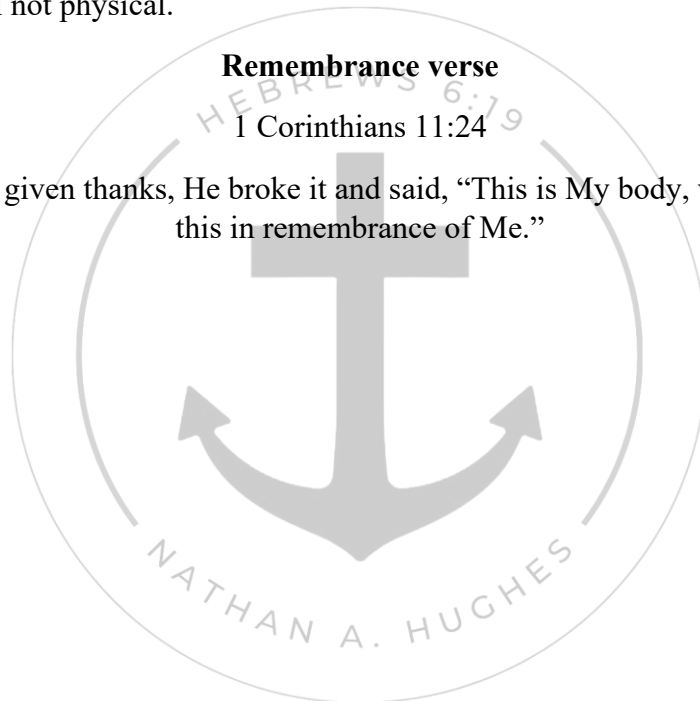 not physical.
Remembrance verse
HEBREWS 6:19
1 Corinthians 11:24
given thanks, He broke it and said, “This is My body,
this in remembrance of Me.”
NATHAN A. HUGHES